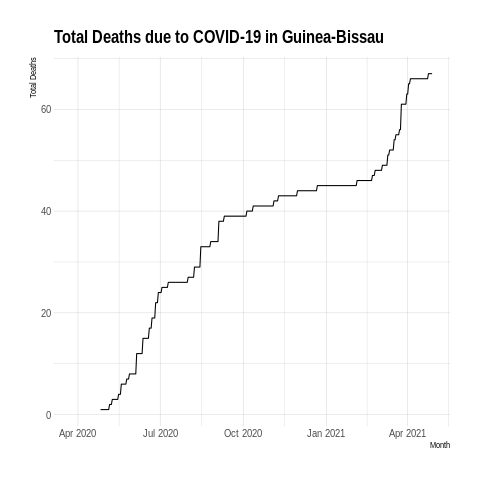 Total Deaths due to COVID-19 in Guinea-Bissau
Total Deaths
60
40
20
0
Apr 2020 Jul 2020 Oct 2020 Jan 2021 Apr 2021
Month